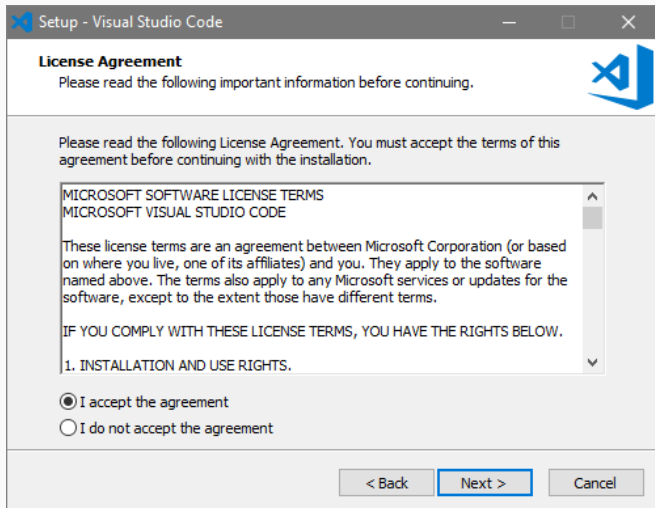 Setup - Visual Studio Code
License Agreement
Please read the following important information before continuing.
Please read the following License Agreement. You must accept the terms of this
agreement before continuing with the installation.
MICROSOFT SOFTWARE LICENSE TERMS
MICROSOFT VISUAL STUDIO CODE
These license terms are an agreement between Microsoft Corporation (or based
on where you live, one of its affiliates) and you. They apply to the software
named above. The terms also apply to any Microsoft services or updates for the
software, except to the extent those have different terms.
IF YOU COMPLY WITH THESE LICENSE TERMS, YOU HAVE THE RIGHTS BELOW.
1. INSTALLATION AND USE RIGHTS.
I accept the agreement
I do not accept the agreement
< Back Next > Cancel